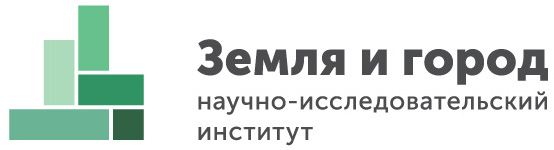 Земля и город
научно-исследовательский
институт